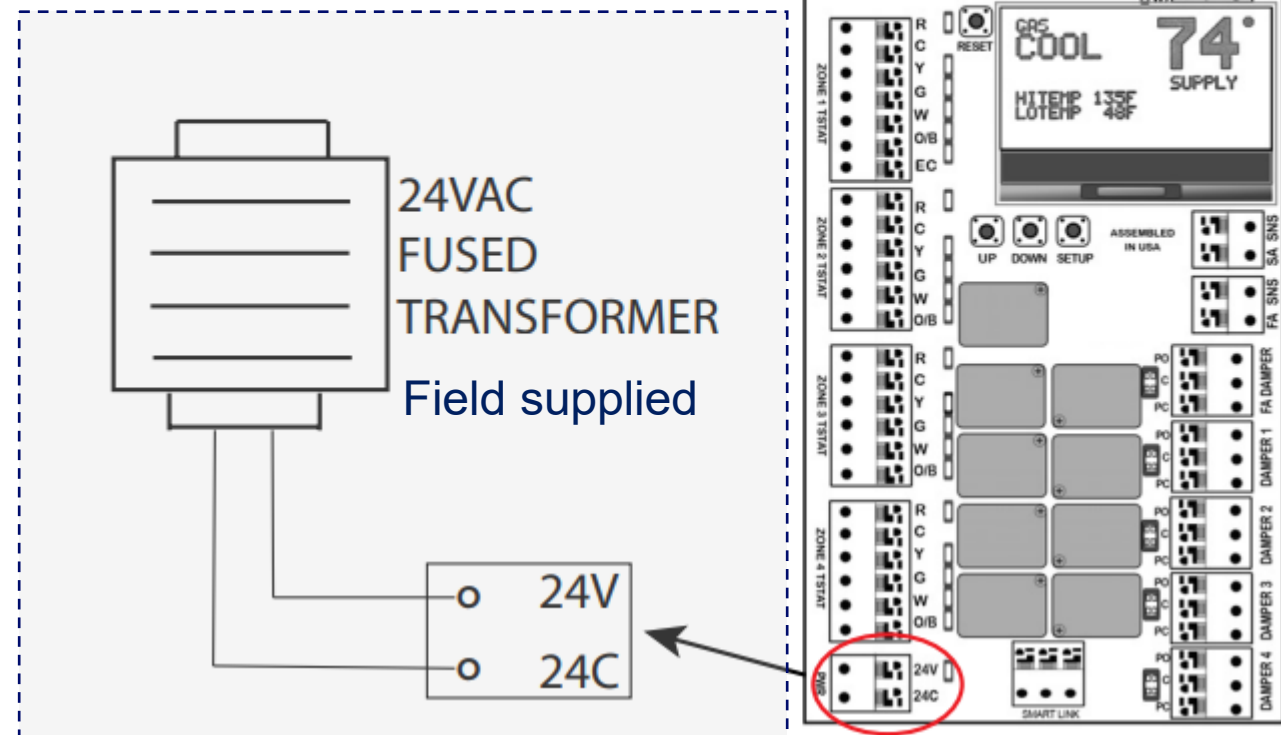 24VAC
FUSED
TRANSFORMER
Field supplied
24V
24C
ZONE 1 TSTAT
R
C
Y
G
W
O/B
EC
RESET
GAS
COOL
74°
SUPPLY
HITEMP 135F
LOTEMP 48F
ZONE 2 TSTAT
R
C
Y
G
W
O/B
UP
DOWN
SETUP
ASSEMBLED
IN USA
SA SNS
FA SNS
ZONE 3 TSTAT
R
C
Y
G
W
O/B
PO
C
PC
FA DAMPER
PO
C
PC
DAMPER 1
ZONE 4 TSTAT
R
C
Y
G
W
O/B
PO
C
PC
DAMPER 2
PO
C
PC
DAMPER 3
PWR
24V
24C
SMART LINK
PO
C
PC
DAMPER 4